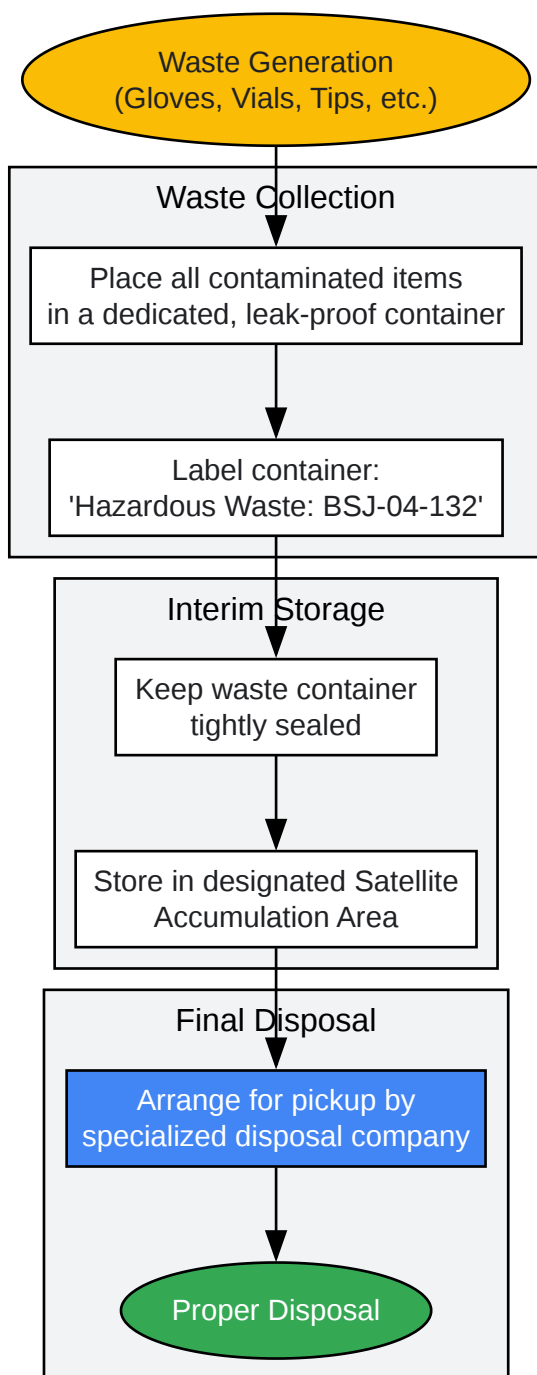 Waste Generation
(Gloves, Vials, Tips, etc.)
Waste Collection
Place all contaminated items
in a dedicated, leak-proof container
Label container:
'Hazardous Waste: BSJ-04-132'
Interim Storage
Keep waste container
tightly sealed
Store in designated Satellite
Accumulation Area
Final Disposal
Arrange for pickup by
specialized disposal company
Proper Disposal